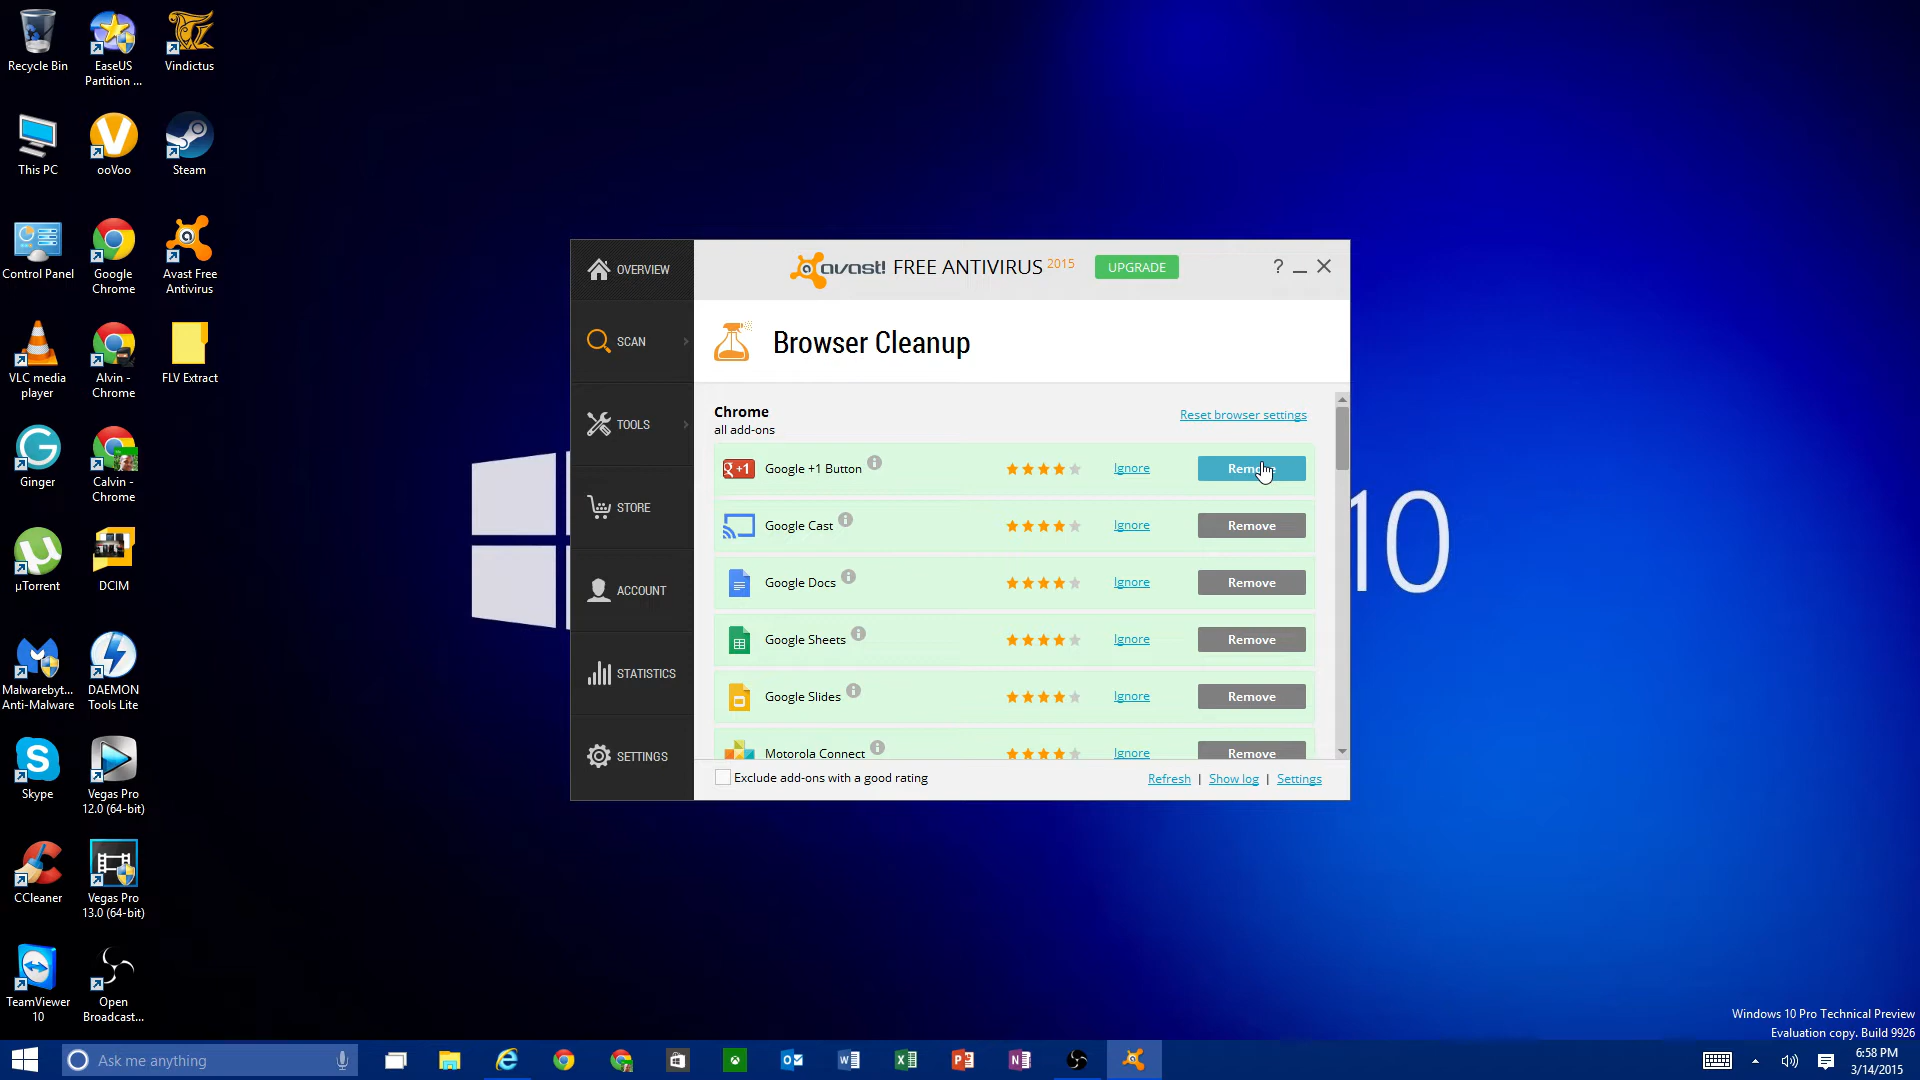 Recycle Bin
EaseUS
Partition ...
Vindictus
This PC
ooVoo
Steam
Control Panel
Google
Chrome
Avast Free
Antivirus
VLC media
player
Alvin -
Chrome
FLV Extract
Ginger
Calvin -
Chrome
µTorrent
DCIM
Malwareby...
Anti-Malware
DAEMON
Tools Lite
Skype
Vegas Pro
12.0 (64-bit)
CCleaner
Vegas Pro
13.0 (64-bit)
TeamViewer
10
Open
Broadcast...
OVERVIEW
SCAN
TOOLS
STORE
ACCOUNT
STATISTICS
SETTINGS
avast! FREE ANTIVIRUS 2015
UPGRADE
?
Browser Cleanup
Chrome
all add-ons
Reset browser settings
g +1 Google +1 Button Ignore
Google Cast Ignore Remove
Google Docs Ignore Remove
Google Sheets Ignore Remove
Google Slides Ignore Remove
Motorola Connect Ignore Remove
Exclude add-ons with a good rating
Refresh | Show log | Settings
10
Windows 10 Pro Technical Preview
Evaluation copy. Build 9926
Ask me anything
6:58 PM
3/14/2015